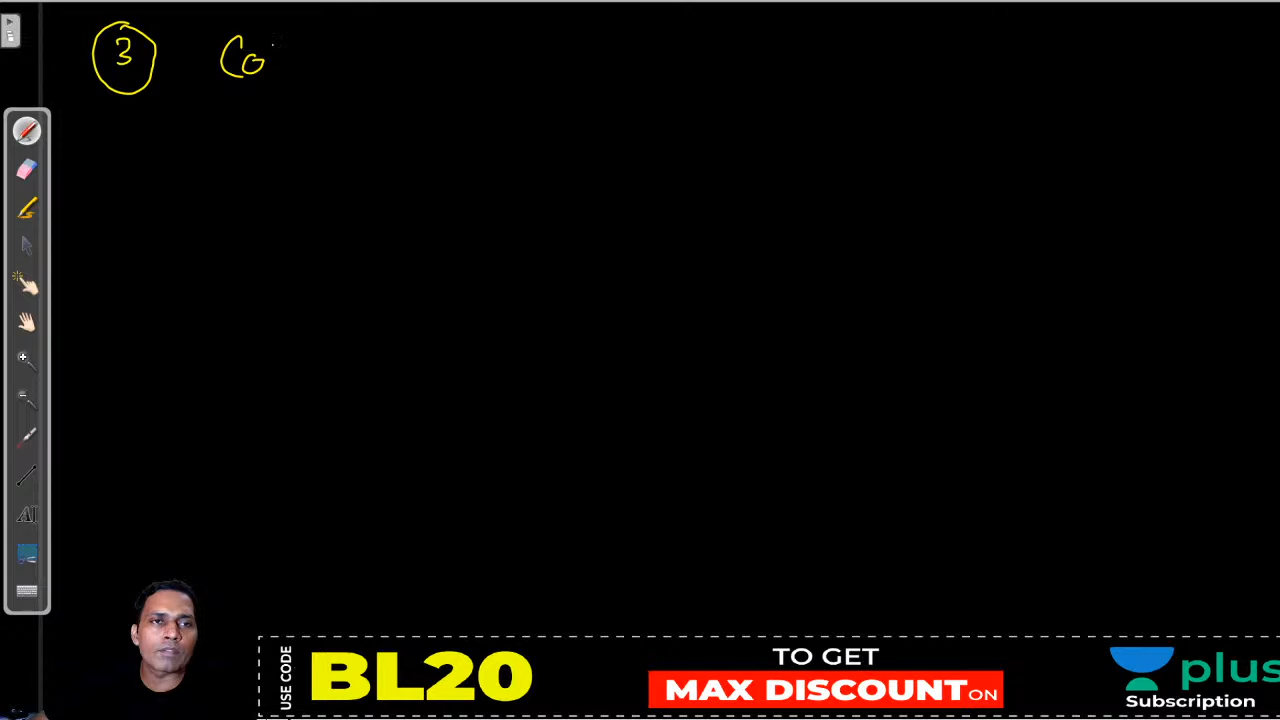 3 Co
USE CODE
BL20
TO GET
MAX DISCOUNT ON
plus
Subscription